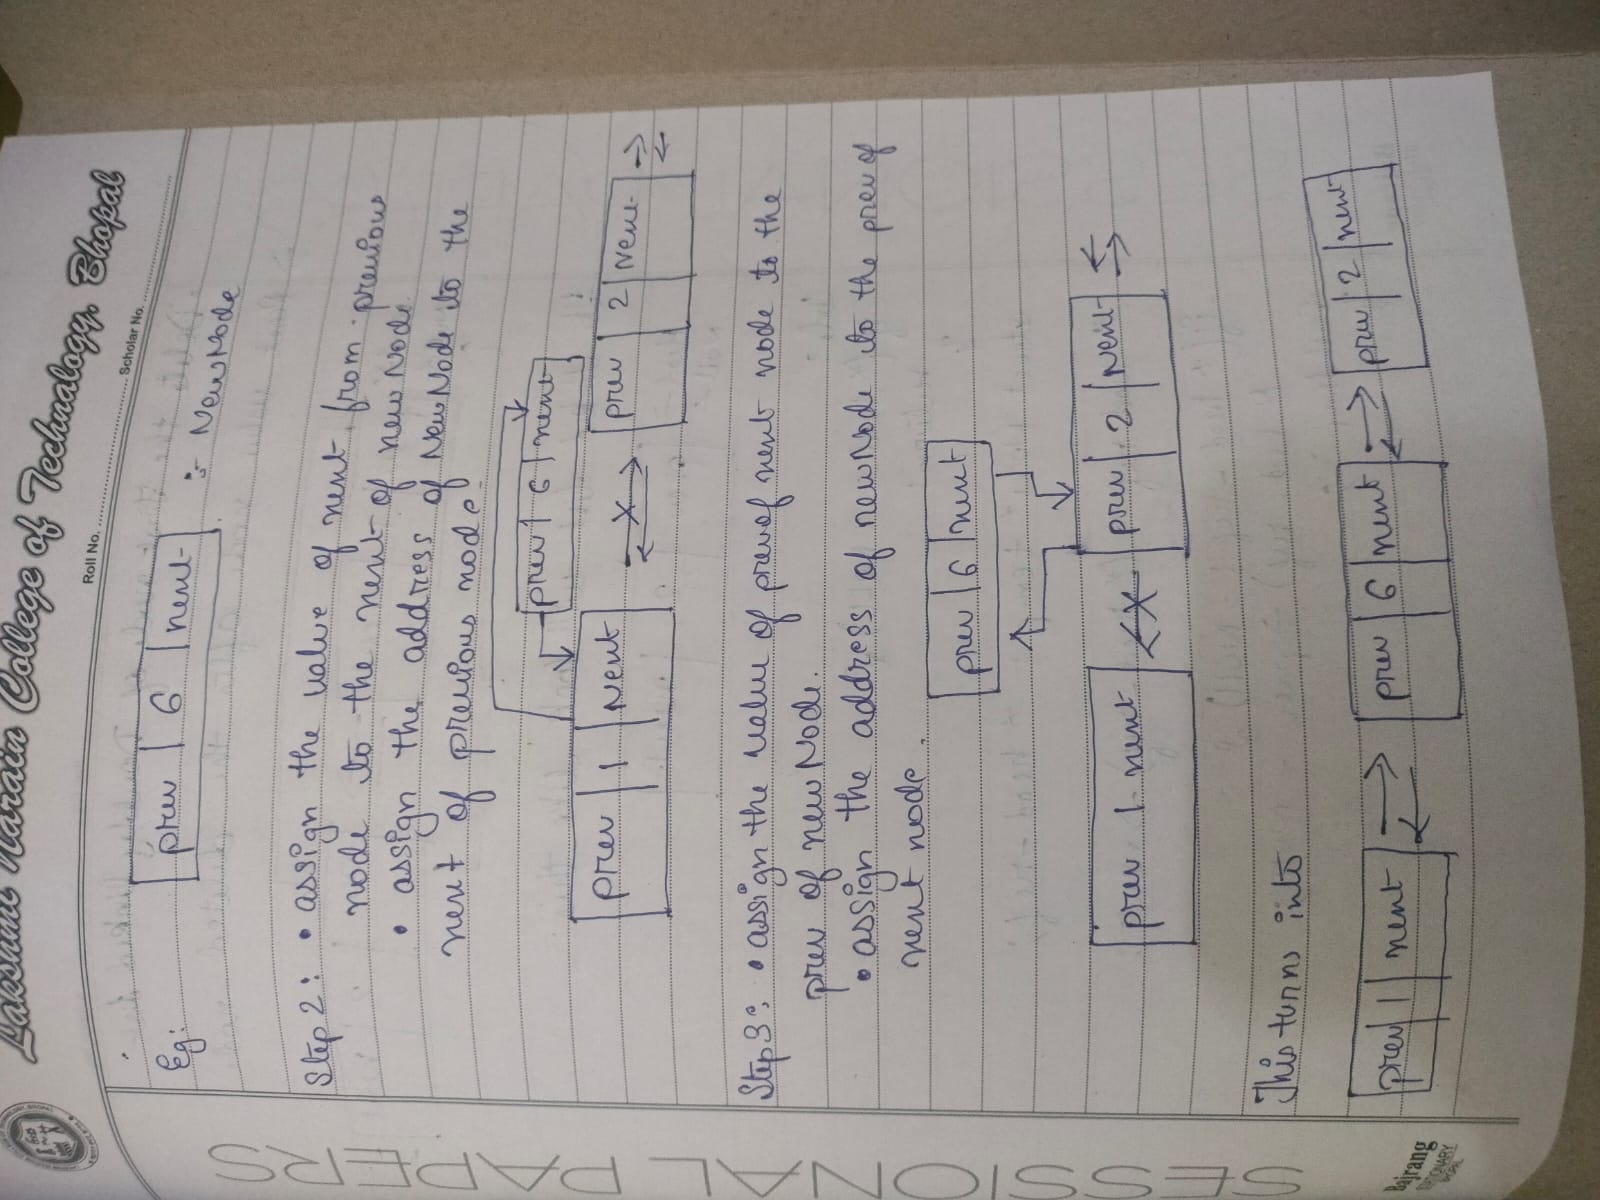 Lakshmi Narain College of Technalogy, Bhopal
Roll No. Scholar No.
Eg: prev 6 next :- NewNode
Step 2: • assign the value of next from previous
node to the next of new Node.
• assign the address of NewNode to the
next of previous node.
prev 6 next
prev 1 Next X prev 2 Next
Step 3: • assign the value of prev of next node to the
prev of new Node.
• assign the address of newNode to the prev of
next node.
prev 6 next
prev 1 next X prev 2 Next
This turns into
prev 1 next prev 6 next prev 2 next
SESSIONAL PAPERS
Bajrang
STATIONARY
BHOPAL